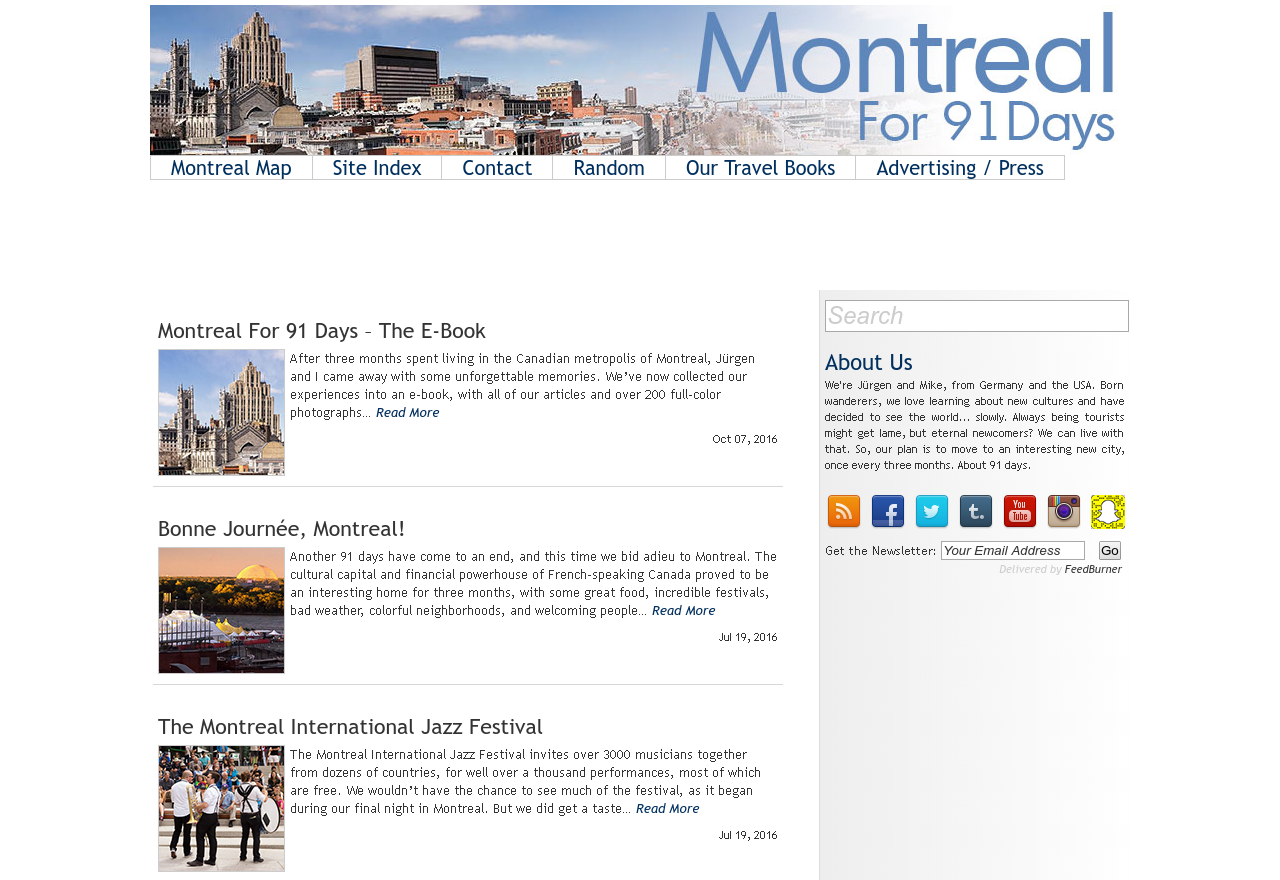 Montreal
For 91 Days
Montreal Map Site Index Contact Random Our Travel Books Advertising / Press
Montreal For 91 Days – The E-Book
After three months spent living in the Canadian metropolis of Montreal, Jürgen
and I came away with some unforgettable memories. We’ve now collected our
experiences into an e-book, with all of our articles and over 200 full-color
photographs... Read More
Oct 07, 2016
Bonne Journée, Montreal!
Another 91 days have come to an end, and this time we bid adieu to Montreal. The
cultural capital and financial powerhouse of French-speaking Canada proved to be
an interesting home for three months, with some great food, incredible festivals,
bad weather, colorful neighborhoods, and welcoming people... Read More
Jul 19, 2016
The Montreal International Jazz Festival
The Montreal International Jazz Festival invites over 3000 musicians together
from dozens of countries, for well over a thousand performances, most of which
are free. We wouldn’t have the chance to see much of the festival, as it began
during our final night in Montreal. But we did get a taste... Read More
Jul 19, 2016
Search
About Us
We're Jürgen and Mike, from Germany and the USA. Born
wanderers, we love learning about new cultures and have
decided to see the world... slowly. Always being tourists
might get lame, but eternal newcomers? We can live with
that. So, our plan is to move to an interesting new city,
once every three months. About 91 days.
You
Tube
Get the Newsletter: Your Email Address Go
Delivered by FeedBurner